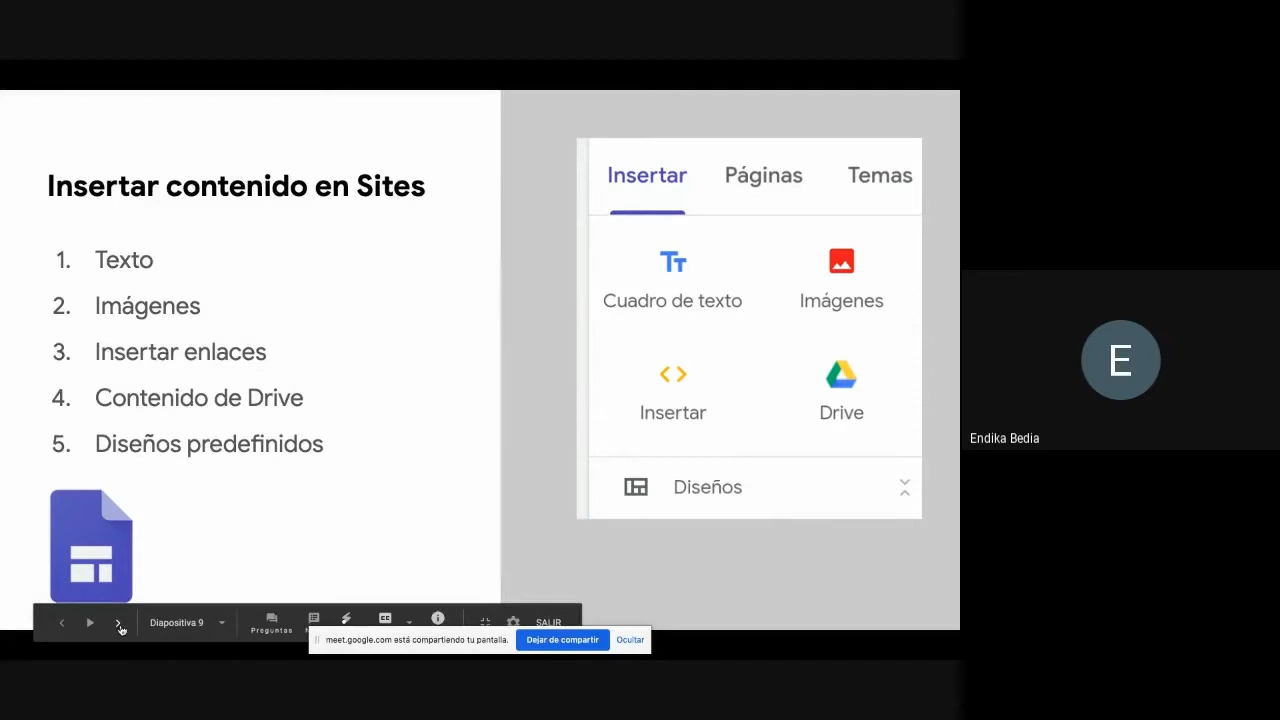 Insertar contenido en Sites
1. Texto
2. Imágenes
3. Insertar enlaces
4. Contenido de Drive
5. Diseños predefinidos
Insertar Páginas Temas
Cuadro de texto Imágenes
Insertar Drive
Diseños
E
Endika Bedia
Diapositiva 9
Preguntas
SALIR
meet.google.com está compartiendo tu pantalla. Dejar de compartir Ocultar